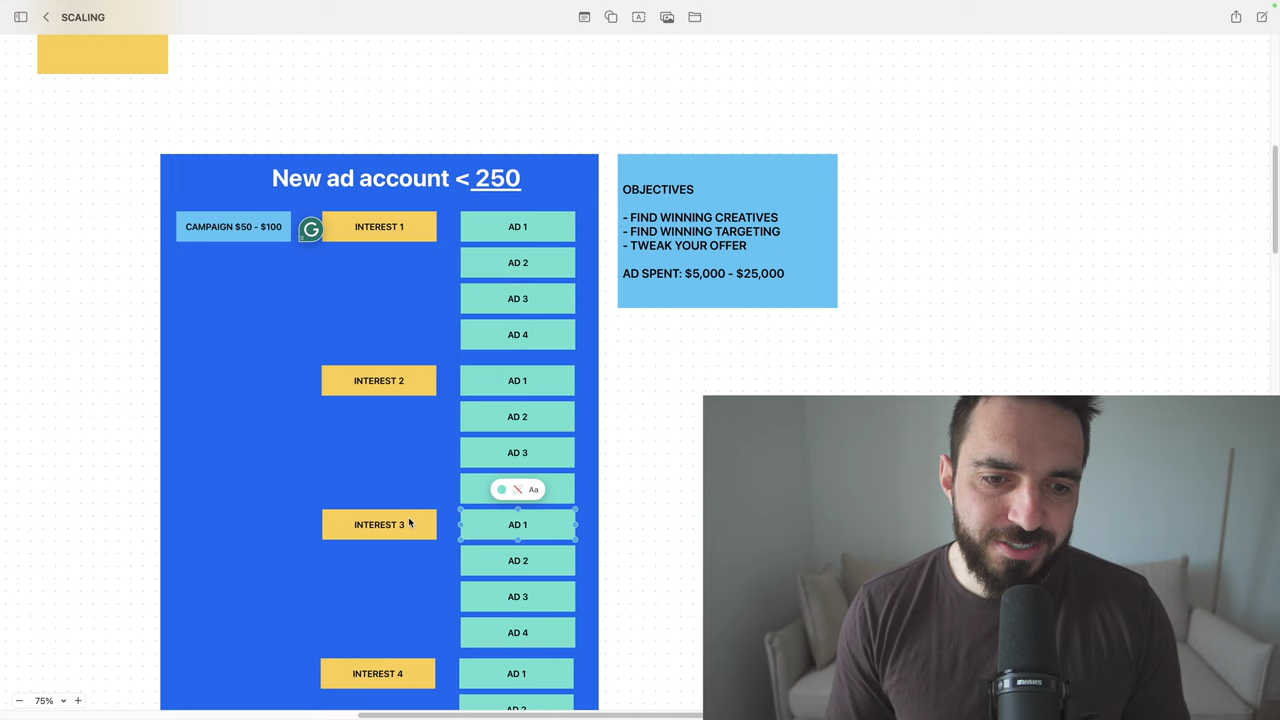 SCALING
New ad account < 250
CAMPAIGN $50 - $100
INTEREST 1
AD 1
AD 2
AD 3
AD 4
INTEREST 2
AD 1
AD 2
AD 3
Aa
INTEREST 3
AD 1
AD 2
AD 3
AD 4
INTEREST 4
AD 1
AD 2
OBJECTIVES
- FIND WINNING CREATIVES
- FIND WINNING TARGETING
- TWEAK YOUR OFFER
AD SPENT: $5,000 - $25,000
SHURE
75%